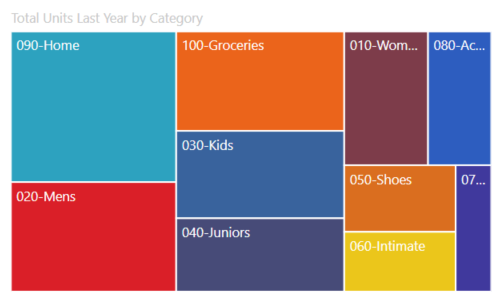 Total Units Last Year by Category
090-Home
100-Groceries
010-Wom...
080-Ac...
030-Kids
020-Mens
050-Shoes
07...
040-Juniors
060-Intimate